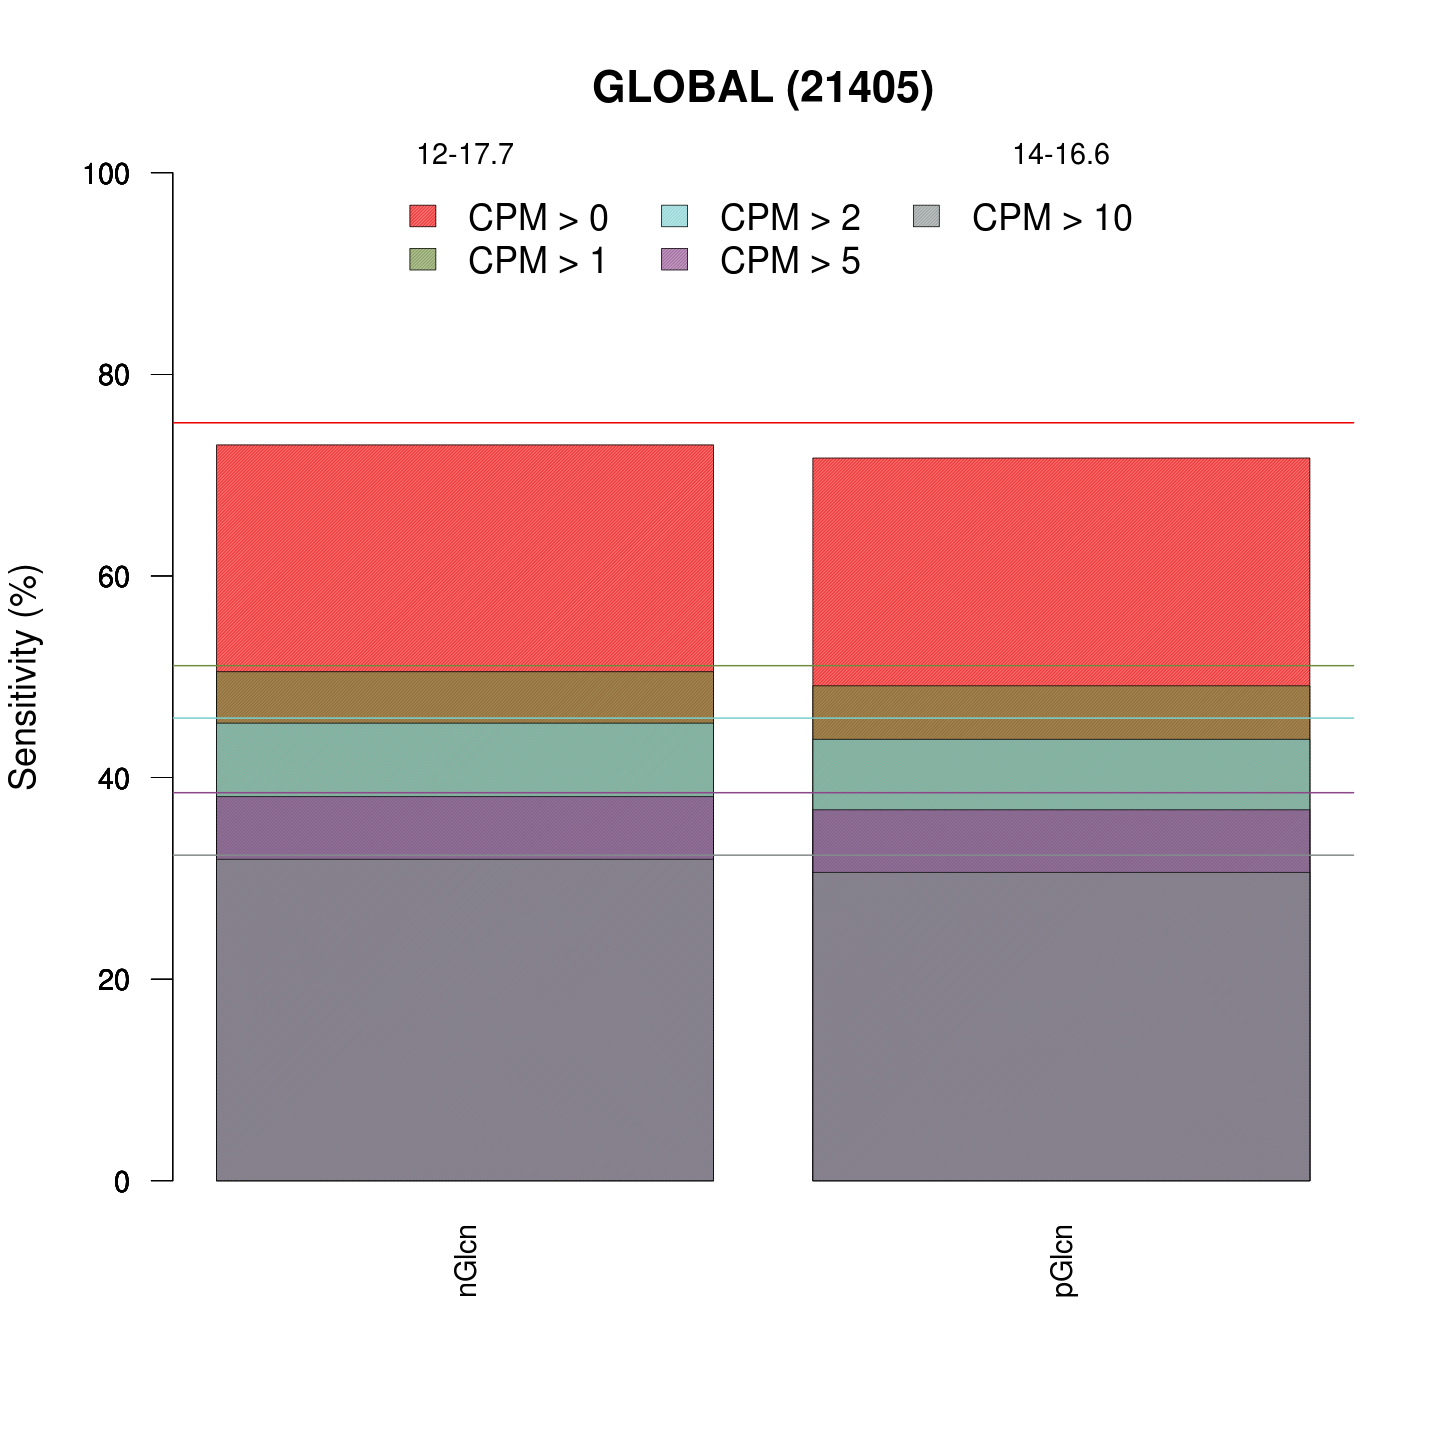 GLOBAL (21405)
12-17.7 14-16.6
CPM > 0 CPM > 2 CPM > 10
CPM > 1 CPM > 5
100
80
60
40
20
0
Sensitivity (%)
nGlcn pGlcn